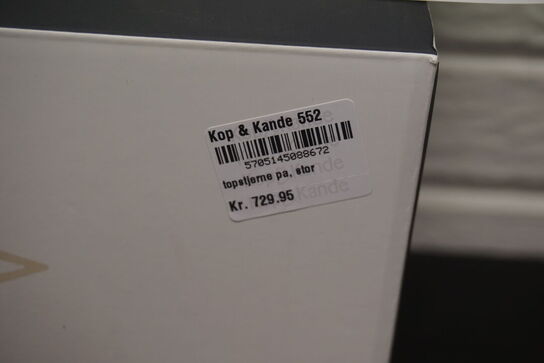 Kop & Kande 552
5705145088672
topstjerne pa, stor
Kr. 729.95